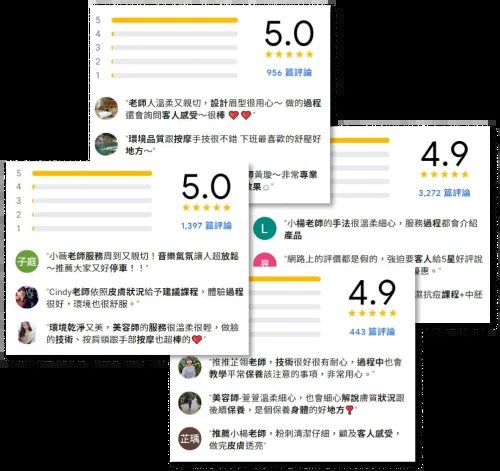 5
4
3
2
1
5.0
956 篇評論
"老師人溫柔又親切,設計眉型很用心~ 做的過程
還會詢問客人感受~很棒❤️❤️"
"環境品質跟按摩手技很不錯 下班最喜歡的舒壓好
地方~"
師黃璇~非常專業
效果☺"
4.9
3,272 篇評論
L
"小楊老師的手法很溫柔細心,服務過程都會介紹
產品
"網路上的評價都是假的,強迫要客人給5星好評說
優惠。"
濕抗痘課程+中胚
5
4
3
2
1
5.0
1,397 篇評論
子庭
"小薇老師服務周到又親切!音樂氣氛讓人超放鬆
~推薦大家又好停車!!"
"Cindy老師依照皮膚狀況給予建議課程,體驗過程
很好,環境也很舒服。"
"環境乾淨又美,美容師的服務很溫柔很輕,做臉
的技術、按肩頸跟手部按摩也超棒的❤️"
4.9
443 篇評論
"推推芷翎老師,技術很好很有耐心,過程中也會
教學平常保養該注意的事項,非常用心。"
"美容師-萱萱溫柔細心,也會細心解說膚質狀況跟
後續保養,是個保養身體的好地方❣️"
芷瑀
"推薦小楊老師,粉刺清潔仔細,顧及客人感受,
做完皮膚透亮"